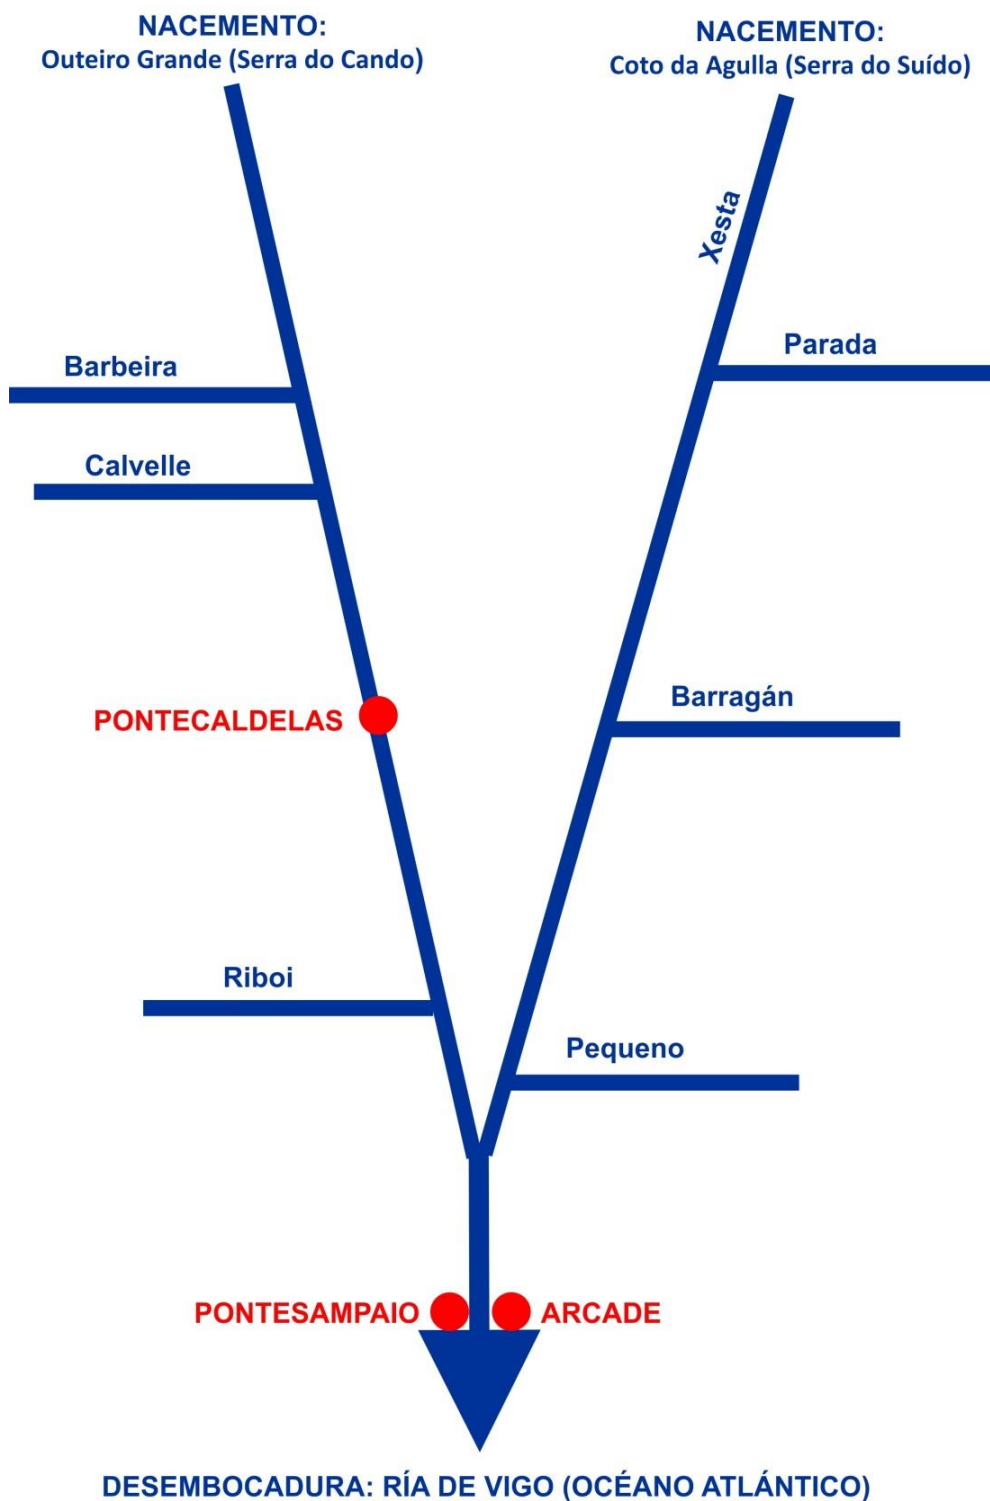 NACEMENTO:
Outeiro Grande (Serra do Cando)
NACEMENTO:
Coto da Agulla (Serra do Suído)
Xesta
Parada
Barbeira
Calvelle
Barragán
PONTECALDELAS
Riboi
Pequeno
PONTESAMPAIO
ARCADE
DESEMBOCADURA: RÍA DE VIGO (OCÉANO ATLÁNTICO)